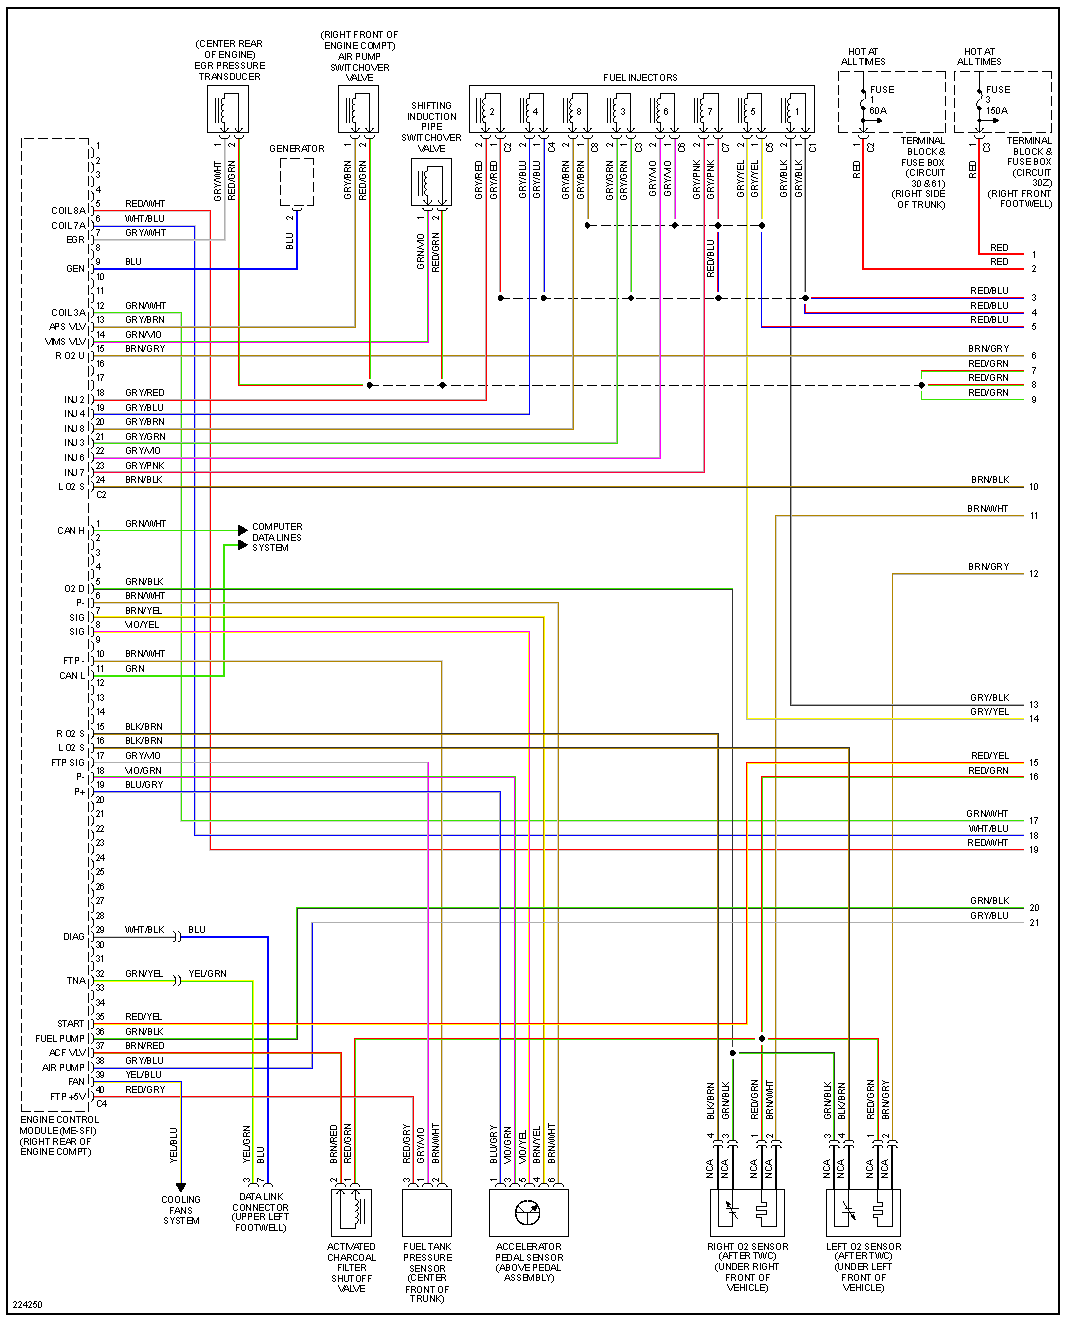 (CENTER REAR
OF ENGINE)
EGR PRESSURE
TRANSDUCER
(RIGHT FRONT OF
ENGINE COMPT)
AIR PUMP
SWITCHOVER
VALVE
SHIFTING
INDUCTION
PIPE
SWITCHOVER
VALVE
GENERATOR
FUEL INJECTORS
2 4 8 3 6 7 5 1
HOT AT
ALL TIMES
FUSE
1
60A
HOT AT
ALL TIMES
FUSE
3
150A
TERMINAL
BLOCK &
FUSE BOX
(CIRCUIT
30 & 61)
(RIGHT SIDE
OF TRUNK)
TERMINAL
BLOCK &
FUSE BOX
(CIRCUIT
30Z)
(RIGHT FRONT
FOOTWELL)
1 GRY/WHT
2 RED/GRN
2 BLU
1 GRY/BRN
2 RED/GRN
1 GRN/VIO
2 RED/GRN
2 GRY/RED
GRY/RED C2
2 GRY/BLU
GRY/BLU C4
2 GRY/BRN
GRY/BRN C8
2 GRY/GRN
GRY/GRN C3
2 GRY/VIO
GRY/VIO C6
2 GRY/PNK
GRY/PNK C7
2 GRY/YEL
GRY/YEL C5
2 GRY/BLK
GRY/BLK C1
RED/BLU
RED C2
RED C3
1
2
3
4
COIL 8A 5 RED/WHT
COIL 7A 6 WHT/BLU
EGR 7 GRY/WHT
8
GEN 9 BLU
10
11
COIL 3A 12 GRN/WHT
APS VLV 13 GRY/BRN
VIMS VLV 14 GRN/VIO
R O2 U 15 BRN/GRY
16
17
INJ 2 18 GRY/RED
INJ 4 19 GRY/BLU
INJ 8 20 GRY/BRN
INJ 3 21 GRY/GRN
INJ 6 22 GRY/VIO
INJ 7 23 GRY/PNK
L O2 S 24 BRN/BLK
C2
CAN H 1 GRN/WHT
2
3
4
O2 D 5 GRN/BLK
P- 6 BRN/WHT
SIG 7 BRN/YEL
SIG 8 VIO/YEL
9
FTP - 10 BRN/WHT
CAN L 11 GRN
12
13
14
R O2 S 15 BLK/BRN
L O2 S 16 BLK/BRN
FTP SIG 17 GRY/VIO
P- 18 VIO/GRN
P+ 19 BLU/GRY
20
21
22
23
24
25
26
27
28
DIAG 29 WHT/BLK BLU
30
31
TNA 32 GRN/YEL YEL/GRN
33
34
START 35 RED/YEL
FUEL PUMP 36 GRN/BLK
ACF VLV 37 BRN/RED
AIR PUMP 38 GRY/BLU
FAN 39 YEL/BLU
FTP +5V 40 RED/GRY
C4
ENGINE CONTROL
MODULE (ME-SFI)
(RIGHT REAR OF
ENGINE COMPT)
COMPUTER
DATA LINES
SYSTEM
RED 1
RED 2
RED/BLU 3
RED/BLU 4
RED/BLU 5
BRN/GRY 6
RED/GRN 7
RED/GRN 8
RED/GRN 9
BRN/BLK 10
BRN/WHT 11
BRN/GRY 12
GRY/BLK 13
GRY/YEL 14
RED/YEL 15
RED/GRN 16
GRN/WHT 17
WHT/BLU 18
RED/WHT 19
GRN/BLK 20
GRY/BLU 21
YEL/BLU
YEL/GRN 3
BLU 7
BRN/RED 2
RED/GRN 1
RED/GRY 3
GRY/VIO 1
BRN/WHT 2
BLU/GRY 1
VIO/GRN 3
VIO/YEL 5
BRN/YEL 4
BRN/WHT 6
BLK/BRN 4 NCA
GRN/BLK 3 NCA
RED/GRN 1 NCA
BRN/WHT 2 NCA
GRN/BLK 3 NCA
BLK/BRN 4 NCA
RED/GRN 1 NCA
BRN/GRY 2 NCA
COOLING
FANS
SYSTEM
DATA LINK
CONNECTOR
(UPPER LEFT
FOOTWELL)
ACTIVATED
CHARCOAL
FILTER
SHUTOFF
VALVE
FUEL TANK
PRESSURE
SENSOR
(CENTER
FRONT OF
TRUNK)
ACCELERATOR
PEDAL SENSOR
(ABOVE PEDAL
ASSEMBLY)
RIGHT O2 SENSOR
(AFTER TWC)
(UNDER RIGHT
FRONT OF
VEHICLE)
LEFT O2 SENSOR
(AFTER TWC)
(UNDER LEFT
FRONT OF
VEHICLE)
224250